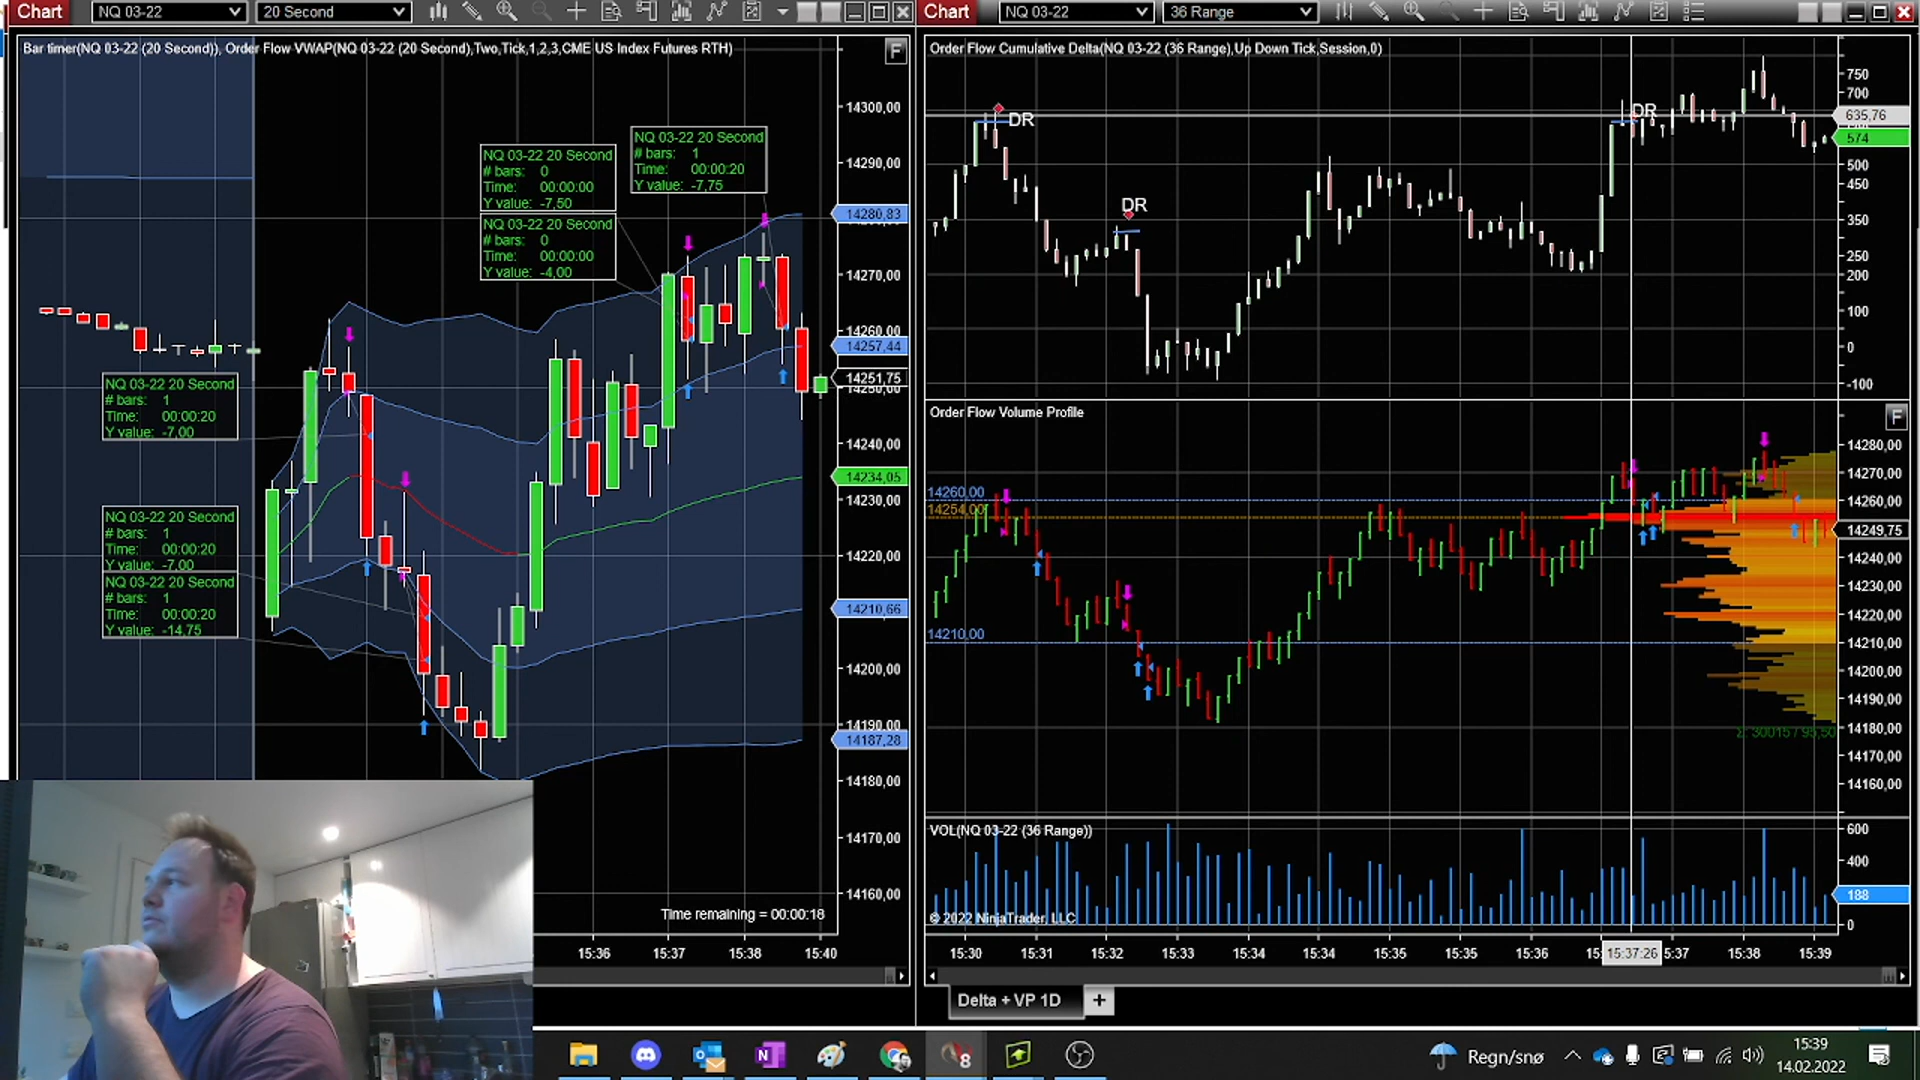 Chart
NQ 03-22
20 Second
Bar timer(NQ 03-22 (20 Second)), Order Flow VWAP(NQ 03-22 (20 Second),Two,Tick,1,2,3,CME US Index Futures RTH)
F
NQ 03-22 20 Second
# bars: 0
Time: 00:00:00
Y value: -7,50
NQ 03-22 20 Second
# bars: 0
Time: 00:00:00
Y value: -4,00
NQ 03-22 20 Second
# bars: 1
Time: 00:00:20
Y value: -7,75
NQ 03-22 20 Second
# bars: 1
Time: 00:00:20
Y value: -7,00
NQ 03-22 20 Second
# bars: 1
Time: 00:00:20
Y value: -7,00
NQ 03-22 20 Second
# bars: 1
Time: 00:00:20
Y value: -14,75
14300,00
14290,00
14280,83
14270,00
14260,00
14257,44
14251,75
14250,00
14240,00
14234,05
14230,00
14220,00
14210,66
14200,00
14190,00
14187,28
14180,00
14170,00
14160,00
Time remaining = 00:00:18
15:36
15:37
15:38
15:40
Chart
NQ 03-22
36 Range
Order Flow Cumulative Delta(NQ 03-22 (36 Range),Up Down Tick,Session,0)
DR
DR
DR
750
700
635,76
574
500
450
350
250
200
100
0
-100
Order Flow Volume Profile
F
14260,00
14254,00
14210,00
14280,00
14270,00
14260,00
14249,75
14240,00
14230,00
14220,00
14210,00
14200,00
14190,00
14180,00
14170,00
14160,00
Σ: 30015 / 95,50
VOL(NQ 03-22 (36 Range))
600
400
188
0
© 2022 NinjaTrader, LLC
15:30
15:31
15:32
15:33
15:34
15:34
15:35
15:35
15:36
15:37:26
5:37
15:38
15:39
Delta + VP 1D
+
8
Regn/snø
15:39
14.02.2022